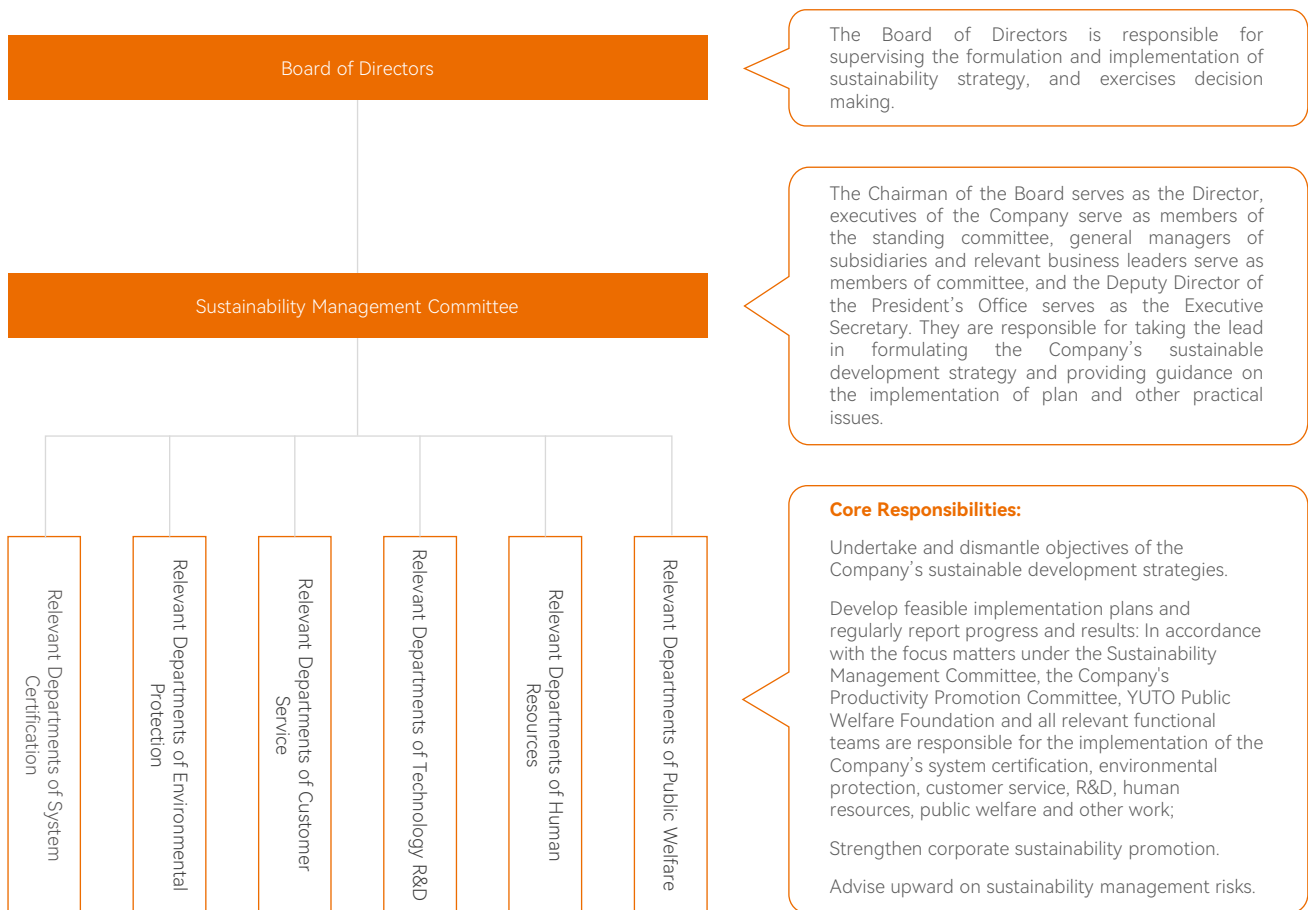 Board of Directors
The Board of Directors is responsible for
supervising the formulation and implementation of
sustainability strategy, and exercises decision
making.
Sustainability Management Committee
The Chairman of the Board serves as the Director,
executives of the Company serve as members of
the standing committee, general managers of
subsidiaries and relevant business leaders serve as
members of committee, and the Deputy Director of
the President's Office serves as the Executive
Secretary. They are responsible for taking the lead
in formulating the Company's sustainable
development strategy and providing guidance on
the implementation of plan and other practical
issues.
Relevant Departments of System
Certification
Relevant Departments of Environmental
Protection
Relevant Departments of Customer
Service
Relevant Departments of Technology R&D
Relevant Departments of Human
Resources
Relevant Departments of Public Welfare
Core Responsibilities:
Undertake and dismantle objectives of the
Company's sustainable development strategies.
Develop feasible implementation plans and
regularly report progress and results: In accordance
with the focus matters under the Sustainability
Management Committee, the Company's
Productivity Promotion Committee, YUTO Public
Welfare Foundation and all relevant functional
teams are responsible for the implementation of the
Company's system certification, environmental
protection, customer service, R&D, human
resources, public welfare and other work;
Strengthen corporate sustainability promotion.
Advise upward on sustainability management risks.